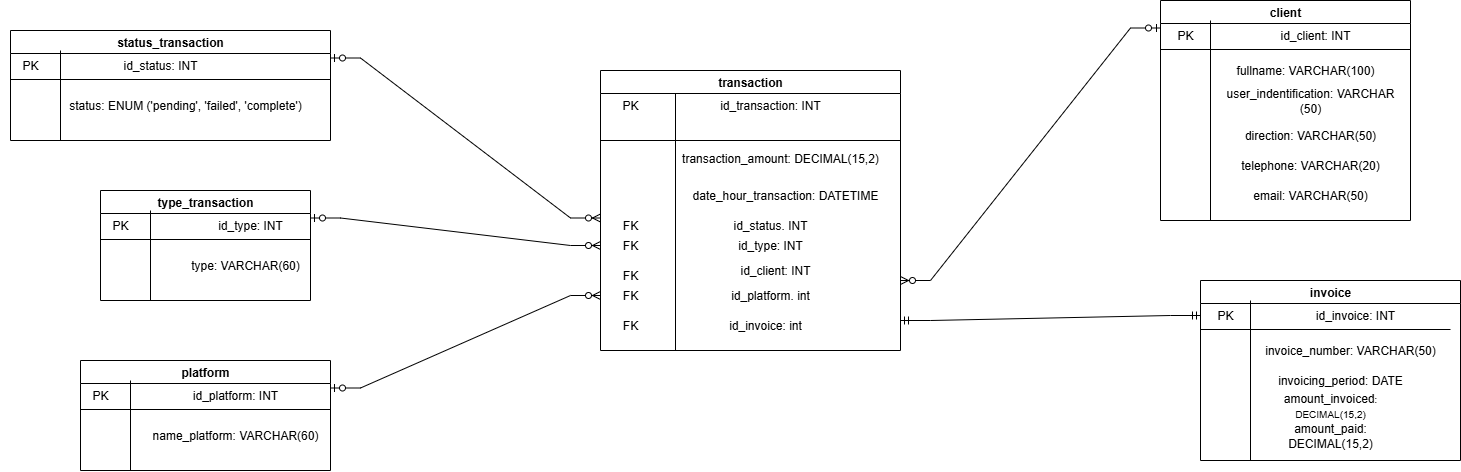 status_transaction
PK id_status: INT
status: ENUM ('pending', 'failed', 'complete')
type_transaction
PK id_type: INT
type: VARCHAR(60)
platform
PK id_platform: INT
name_platform: VARCHAR(60)
transaction
PK id_transaction: INT
transaction_amount: DECIMAL(15,2)
date_hour_transaction: DATETIME
FK id_status. INT
FK id_type: INT
FK id_client: INT
FK id_platform. int
FK id_invoice: int
client
PK id_client: INT
fullname: VARCHAR(100)
user_indentification: VARCHAR
(50)
direction: VARCHAR(50)
telephone: VARCHAR(20)
email: VARCHAR(50)
invoice
PK id_invoice: INT
invoice_number: VARCHAR(50)
invoicing_period: DATE
amount_invoiced:
DECIMAL(15,2)
amount_paid:
DECIMAL(15,2)